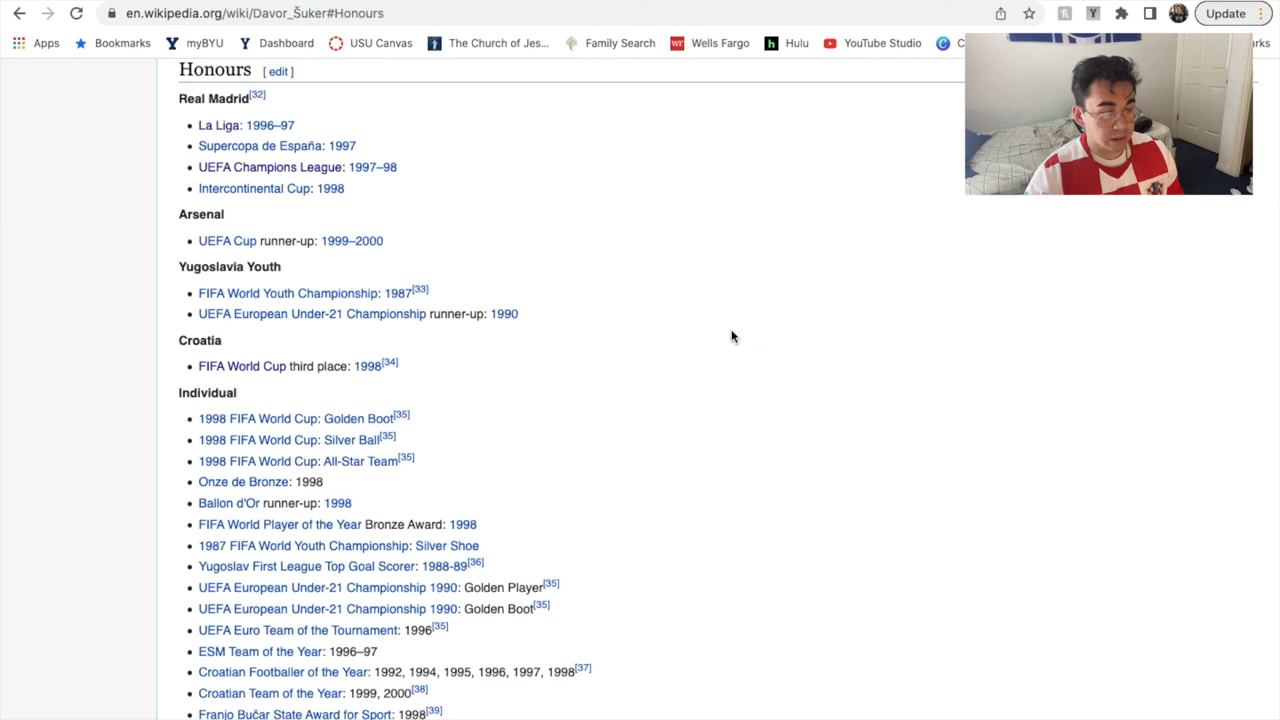 en.wikipedia.org/wiki/Davor_Šuker#Honours
Update
Apps Bookmarks myBYU Dashboard USU Canvas The Church of Jes... Family Search Wells Fargo Hulu YouTube Studio
Honours [ edit ]
Real Madrid[32]
La Liga: 1996–97
Supercopa de España: 1997
UEFA Champions League: 1997–98
Intercontinental Cup: 1998
Arsenal
UEFA Cup runner-up: 1999–2000
Yugoslavia Youth
FIFA World Youth Championship: 1987[33]
UEFA European Under-21 Championship runner-up: 1990
Croatia
FIFA World Cup third place: 1998[34]
Individual
1998 FIFA World Cup: Golden Boot[35]
1998 FIFA World Cup: Silver Ball[35]
1998 FIFA World Cup: All-Star Team[35]
Onze de Bronze: 1998
Ballon d'Or runner-up: 1998
FIFA World Player of the Year Bronze Award: 1998
1987 FIFA World Youth Championship: Silver Shoe
Yugoslav First League Top Goal Scorer: 1988-89[36]
UEFA European Under-21 Championship 1990: Golden Player[35]
UEFA European Under-21 Championship 1990: Golden Boot[35]
UEFA Euro Team of the Tournament: 1996[35]
ESM Team of the Year: 1996–97
Croatian Footballer of the Year: 1992, 1994, 1995, 1996, 1997, 1998[37]
Croatian Team of the Year: 1999, 2000[38]
Franjo Bučar State Award for Sport: 1998[39]